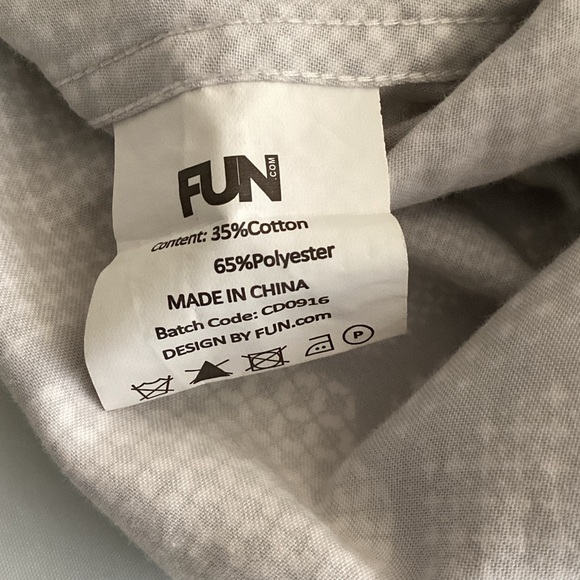 FUN.COM
Content: 35%Cotton
65%Polyester
MADE IN CHINA
Batch Code: CD0916
DESIGN BY FUN.com
P